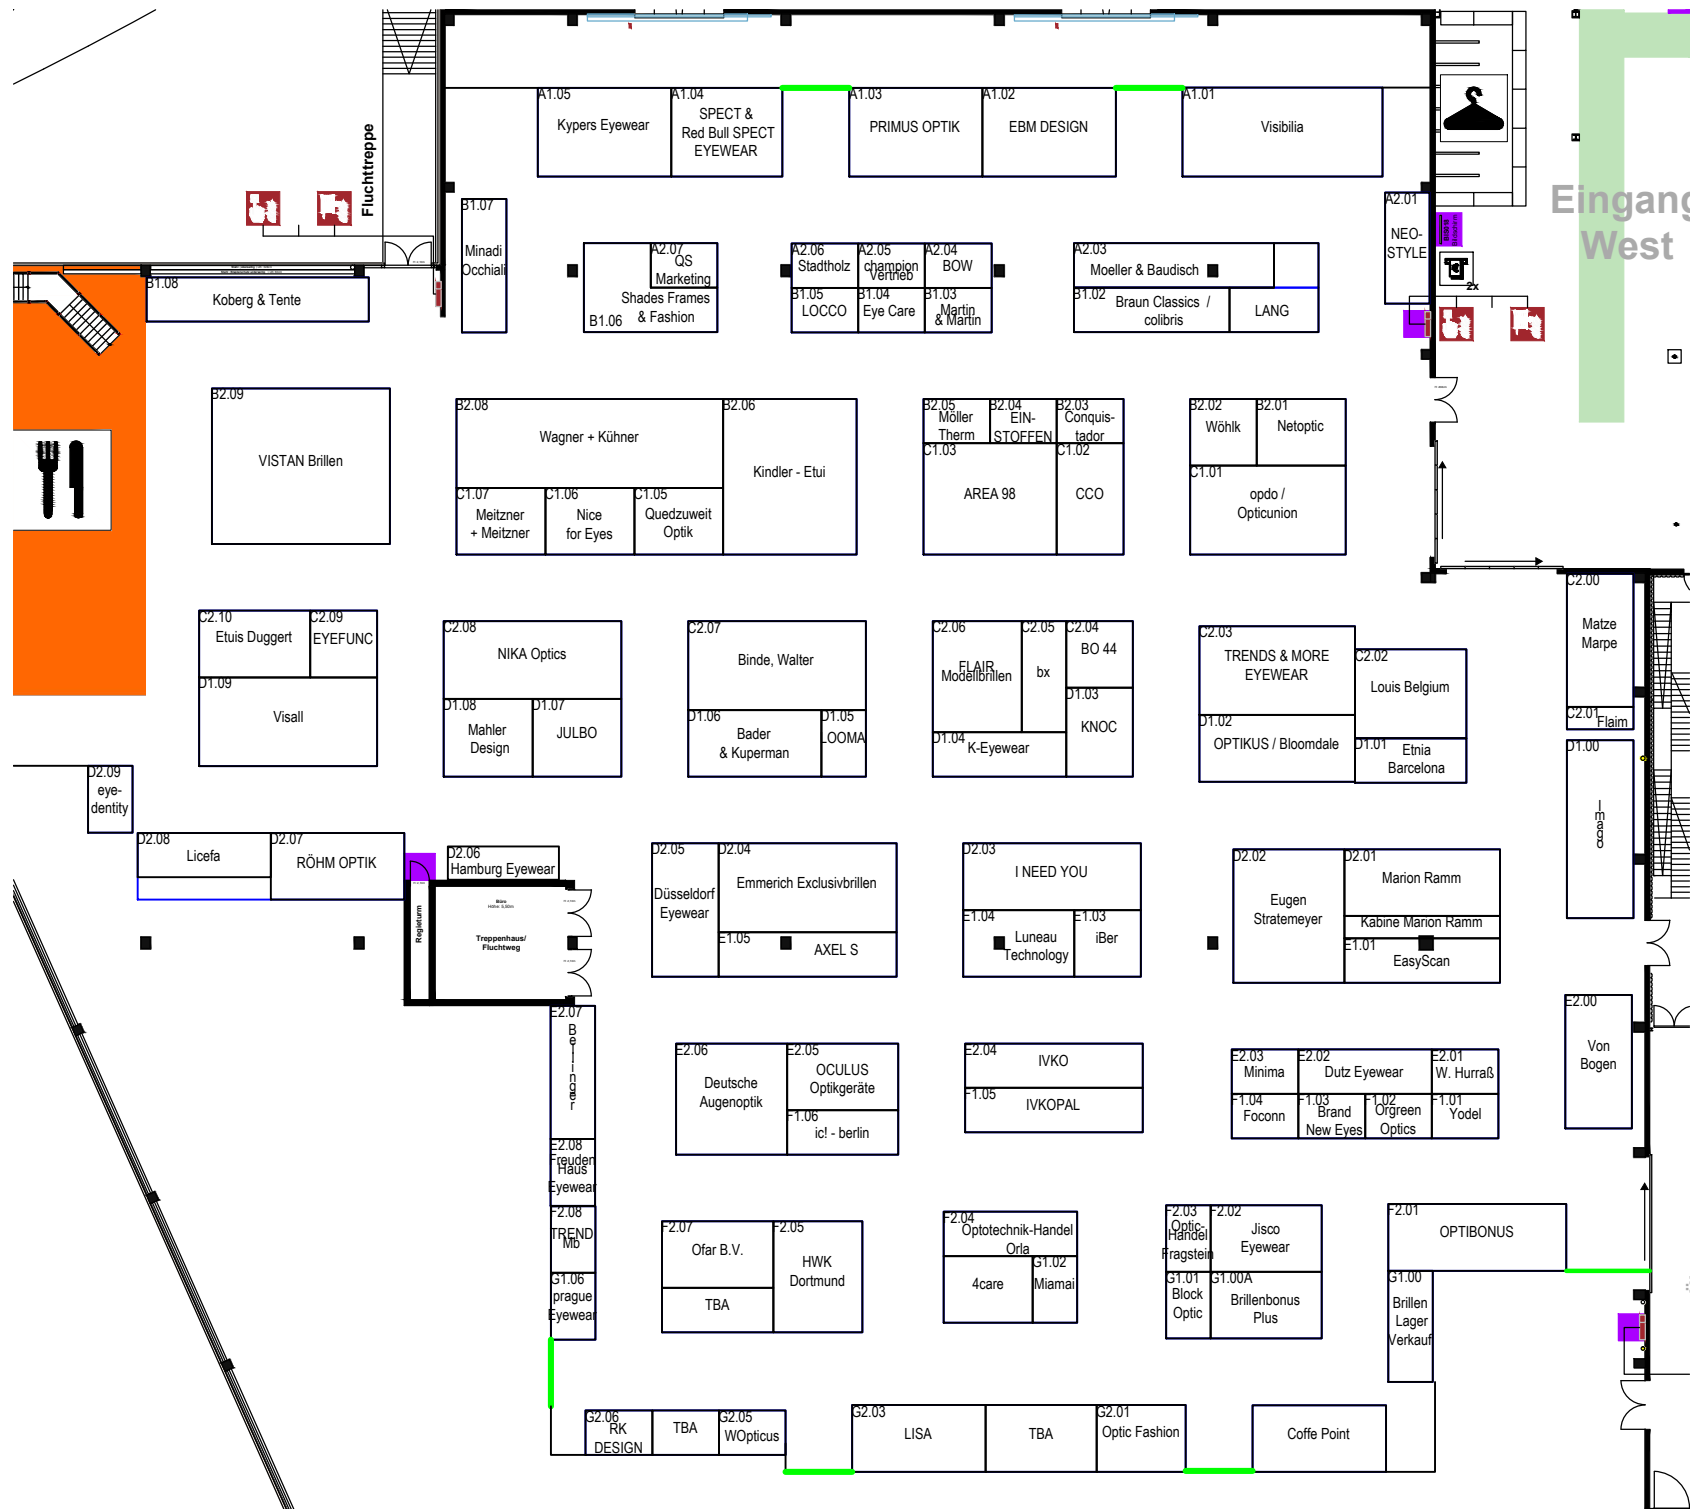 A1.05
Kypers Eyewear
A1.04
SPECT &
Red Bull SPECT
EYEWEAR
A1.03
PRIMUS OPTIK
A1.02
EBM DESIGN
A1.01
Visibilia
Fluchttreppe
Eingang
West
2x
A2.01
NEO-
STYLE
B1.07
Minadi
Occhiali
B1.08
Koberg & Tente
A2.07
QS
Marketing
Shades Frames
& Fashion
B1.06
A2.06
Stadtholz
A2.05
champion
Vertrieb
A2.04
BOW
B1.05
LOCCO
B1.04
Eye Care
B1.03
Martin
& Martin
A2.03
Moeller & Baudisch
B1.02
Braun Classics /
colibris
LANG
B2.09
VISTAN Brillen
B2.08
Wagner + Kühner
B2.06
Kindler - Etui
C1.07
Meitzner
+ Meitzner
C1.06
Nice
for Eyes
C1.05
Quedzuweit
Optik
B2.05
Möller
Therm
B2.04
EIN-
STOFFEN
B2.03
Conquis-
tador
C1.03
AREA 98
C1.02
CCO
B2.02
Wöhlk
B2.01
Netoptic
C1.01
opdo /
Opticunion
C2.00
Matze
Marpe
C2.01
Flaim
C2.10
Etuis Duggert
C2.09
EYEFUNC
D1.09
Visall
C2.08
NIKA Optics
D1.08
Mahler
Design
D1.07
JULBO
C2.07
Binde, Walter
D1.06
Bader
& Kuperman
D1.05
LOOMA
C2.06
FLAIR
Modellbrillen
C2.05
bx
C2.04
BO 44
D1.03
KNOC
D1.04
K-Eyewear
C2.03
TRENDS & MORE
EYEWEAR
C2.02
Louis Belgium
D1.02
OPTIKUS / Bloomdale
D1.01
Etnia
Barcelona
D1.00
Imago
D2.09
eye-
dentity
D2.08
Licefa
D2.07
RÖHM OPTIK
D2.06
Hamburg Eyewear
Regieturm
Büro
Treppenhaus/
Fluchtweg
D2.05
Düsseldorf
Eyewear
D2.04
Emmerich Exclusivbrillen
E1.05
AXEL S
D2.03
I NEED YOU
E1.04
Luneau
Technology
E1.03
iBer
D2.02
Eugen
Stratemeyer
D2.01
Marion Ramm
Kabine Marion Ramm
E1.01
EasyScan
E2.00
Von
Bogen
E2.07
Bellinger
E2.08
Freuden
Haus
Eyewear
F2.08
TREND
Mb
G1.06
prague
Eyewear
E2.06
Deutsche
Augenoptik
E2.05
OCULUS
Optikgeräte
F1.06
ic! - berlin
E2.04
IVKO
F1.05
IVKOPAL
E2.03
Minima
E2.02
Dutz Eyewear
E2.01
W. Hurraß
F1.04
Foconn
F1.03
Brand
New Eyes
F1.02
Orgreen
Optics
F1.01
Yodel
F2.07
Ofar B.V.
TBA
F2.05
HWK
Dortmund
F2.04
Optotechnik-Handel
Orla
4care
G1.02
Miamai
F2.03
Optic-
Handel
Fragstein
F2.02
Jisco
Eyewear
G1.01
Block
Optic
G1.00A
Brillenbonus
Plus
F2.01
OPTIBONUS
G1.00
Brillen
Lager
Verkauf
G2.06
RK
DESIGN
TBA
G2.05
WOpticus
G2.03
LISA
TBA
G2.01
Optic Fashion
Coffe Point